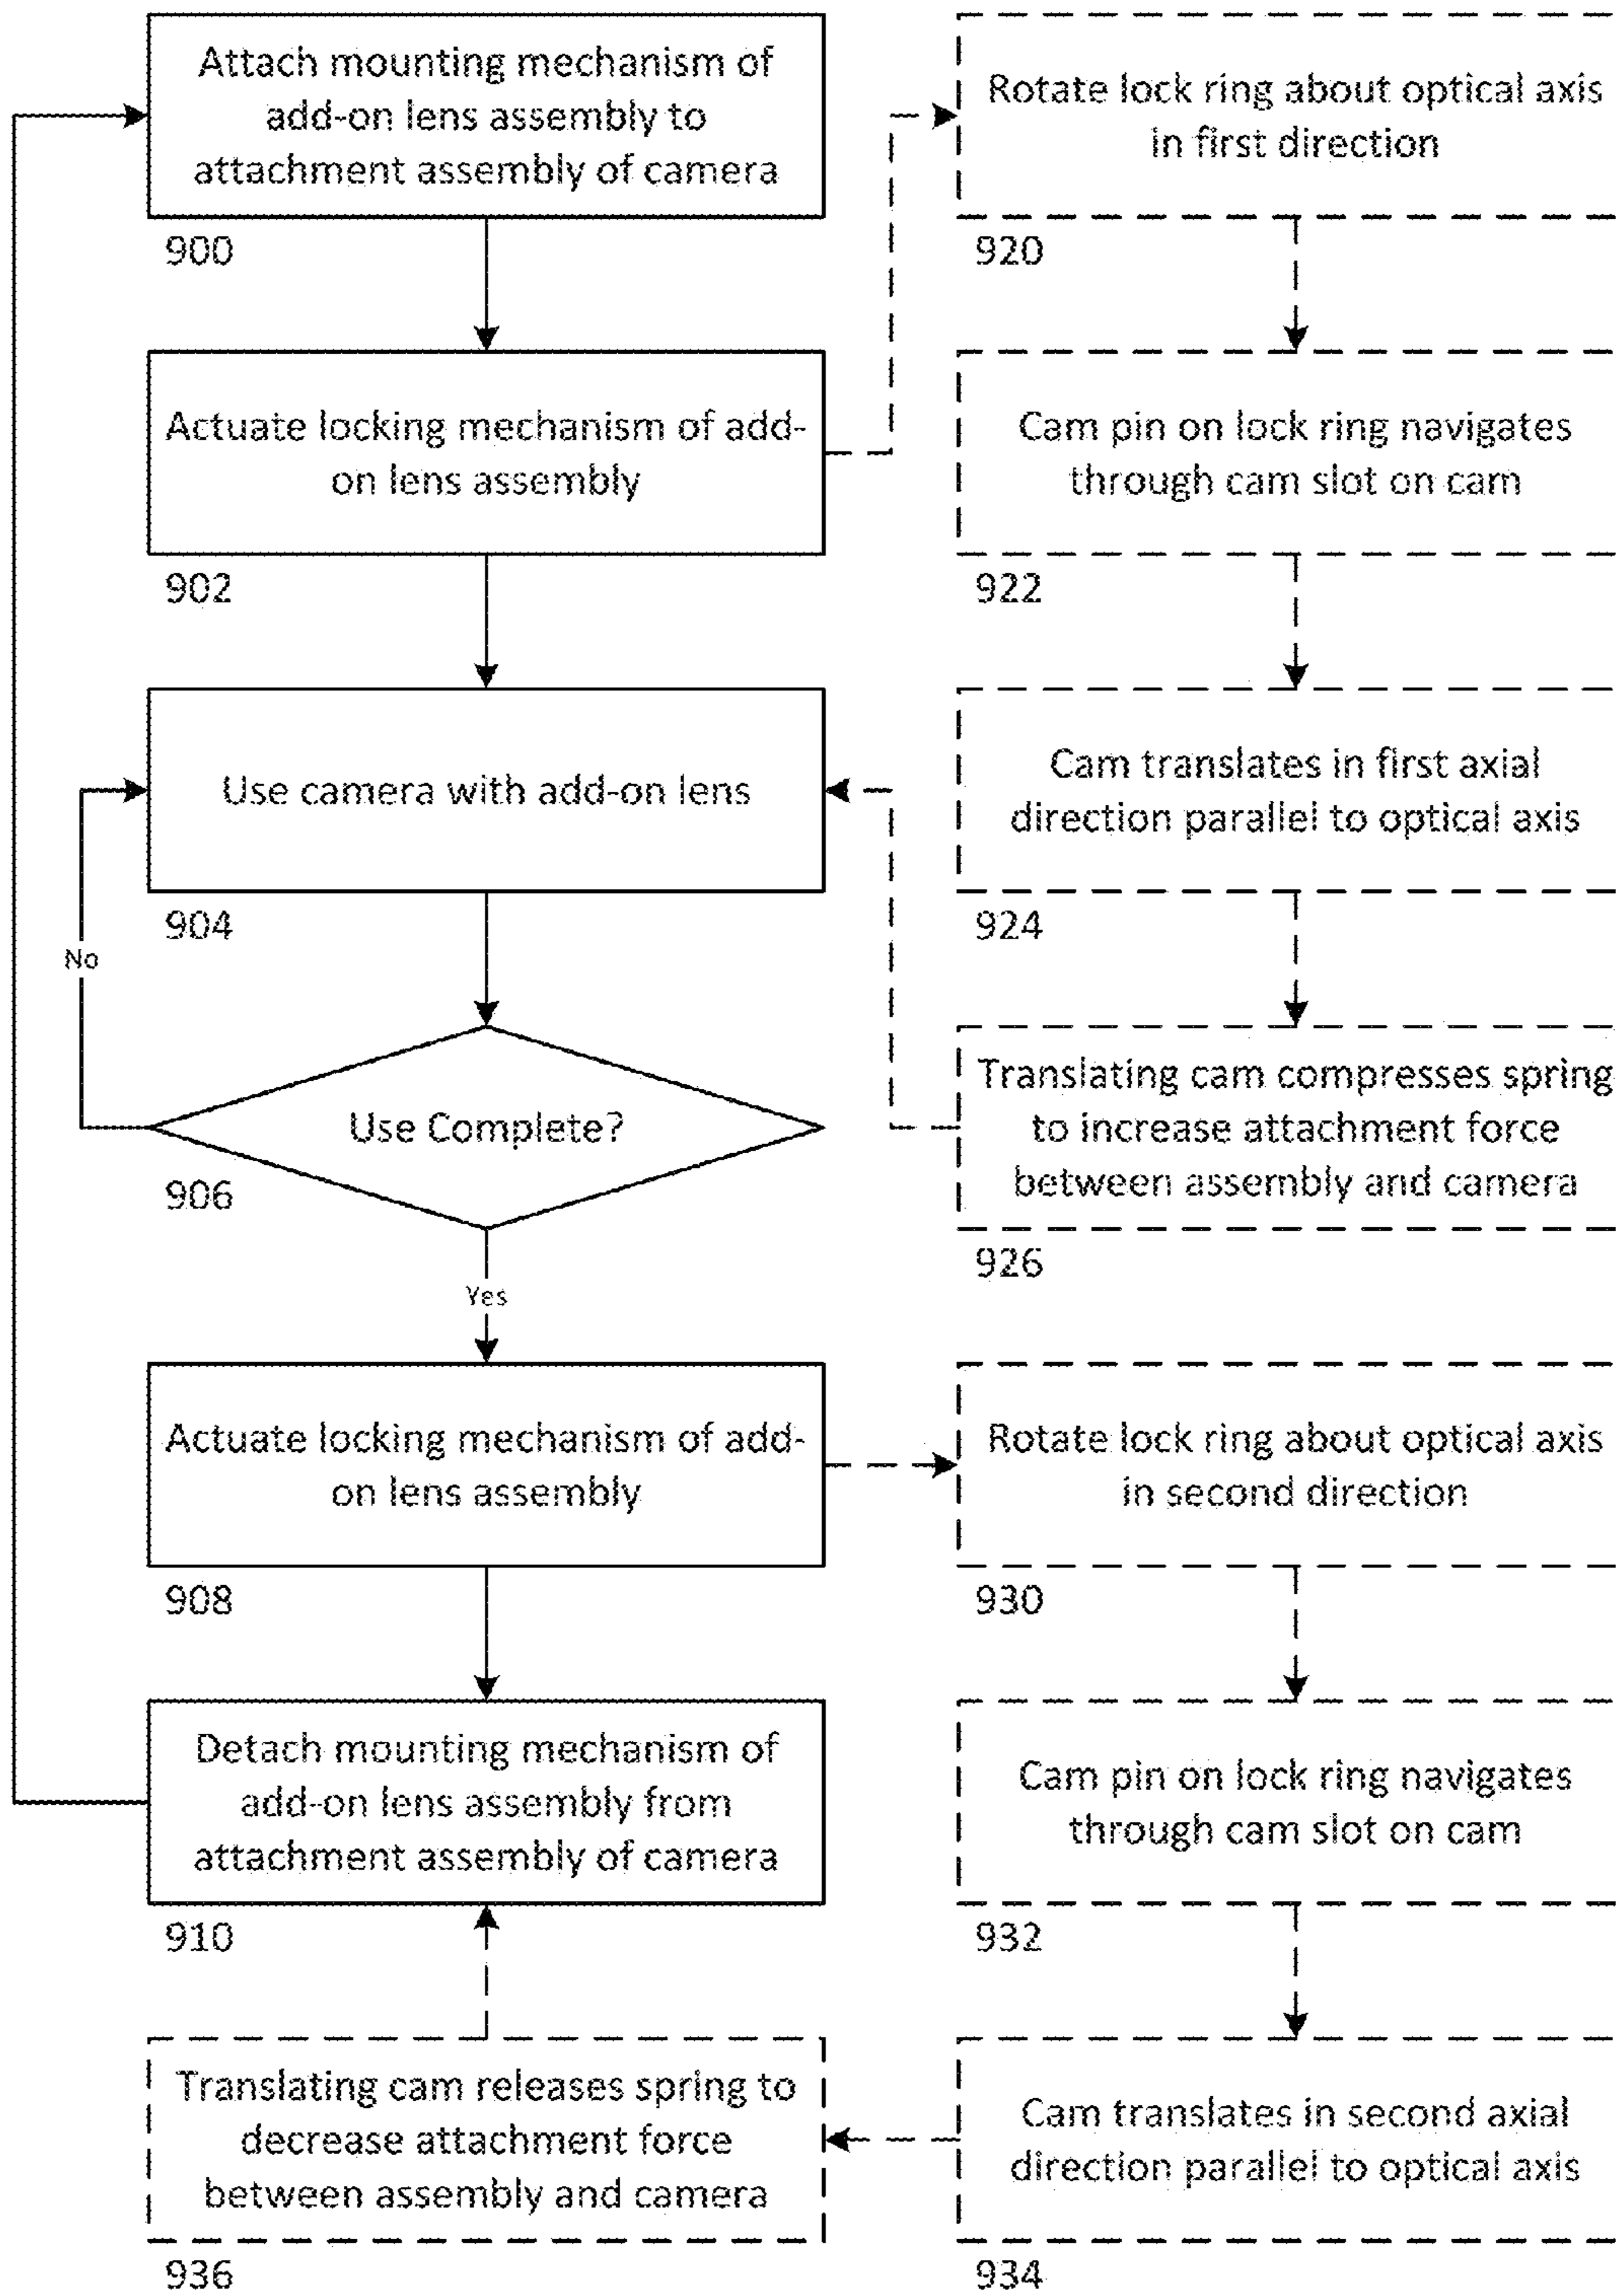 Attach mounting mechanism of
add-on lens assembly to
attachment assembly of camera
900
Actuate locking mechanism of add-
on lens assembly
902
Use camera with add-on lens
904
No
Use Complete?
906
Yes
Actuate locking mechanism of add-
on lens assembly
908
Detach mounting mechanism of
add-on lens assembly from
attachment assembly of camera
910
Rotate lock ring about optical axis
in first direction
920
Cam pin on lock ring navigates
through cam slot on cam
922
Cam translates in first axial
direction parallel to optical axis
924
Translating cam compresses spring
to increase attachment force
between assembly and camera
926
Rotate lock ring about optical axis
in second direction
930
Cam pin on lock ring navigates
through cam slot on cam
932
Cam translates in second axial
direction parallel to optical axis
934
Translating cam releases spring to
decrease attachment force
between assembly and camera
936